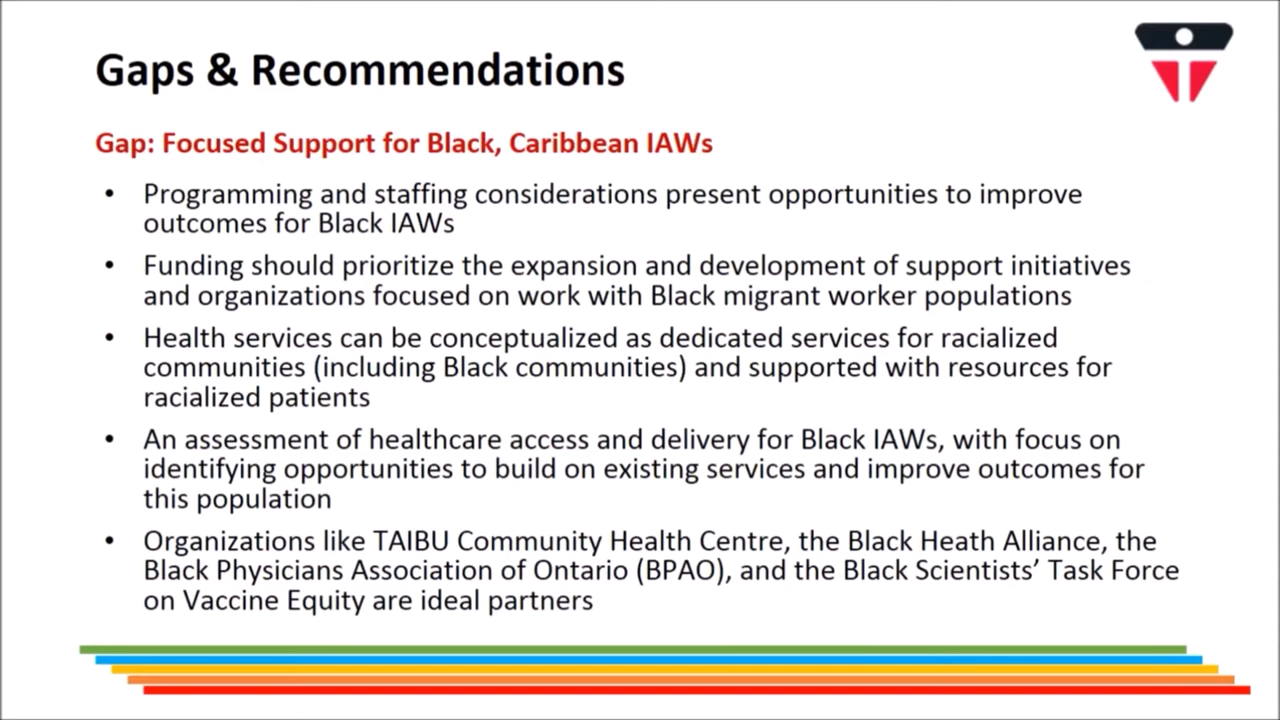 Gaps & Recommendations
Gap: Focused Support for Black, Caribbean IAWs
• Programming and staffing considerations present opportunities to improve
outcomes for Black IAWs
• Funding should prioritize the expansion and development of support initiatives
and organizations focused on work with Black migrant worker populations
• Health services can be conceptualized as dedicated services for racialized
communities (including Black communities) and supported with resources for
racialized patients
• An assessment of healthcare access and delivery for Black IAWs, with focus on
identifying opportunities to build on existing services and improve outcomes for
this population
• Organizations like TAIBU Community Health Centre, the Black Heath Alliance, the
Black Physicians Association of Ontario (BPAO), and the Black Scientists’ Task Force
on Vaccine Equity are ideal partners